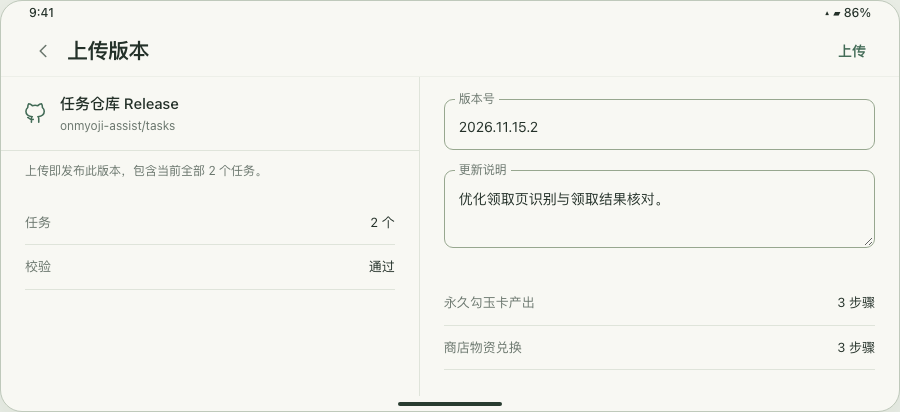 9:41
86%
上传版本
上传
任务仓库 Release
onmyoji-assist/tasks
上传即发布此版本，包含当前全部 2 个任务。
任务
2 个
校验
通过
版本号
2026.11.15.2
更新说明
优化领取页识别与领取结果核对。
永久勾玉卡产出
3 步骤
商店物资兑换
3 步骤